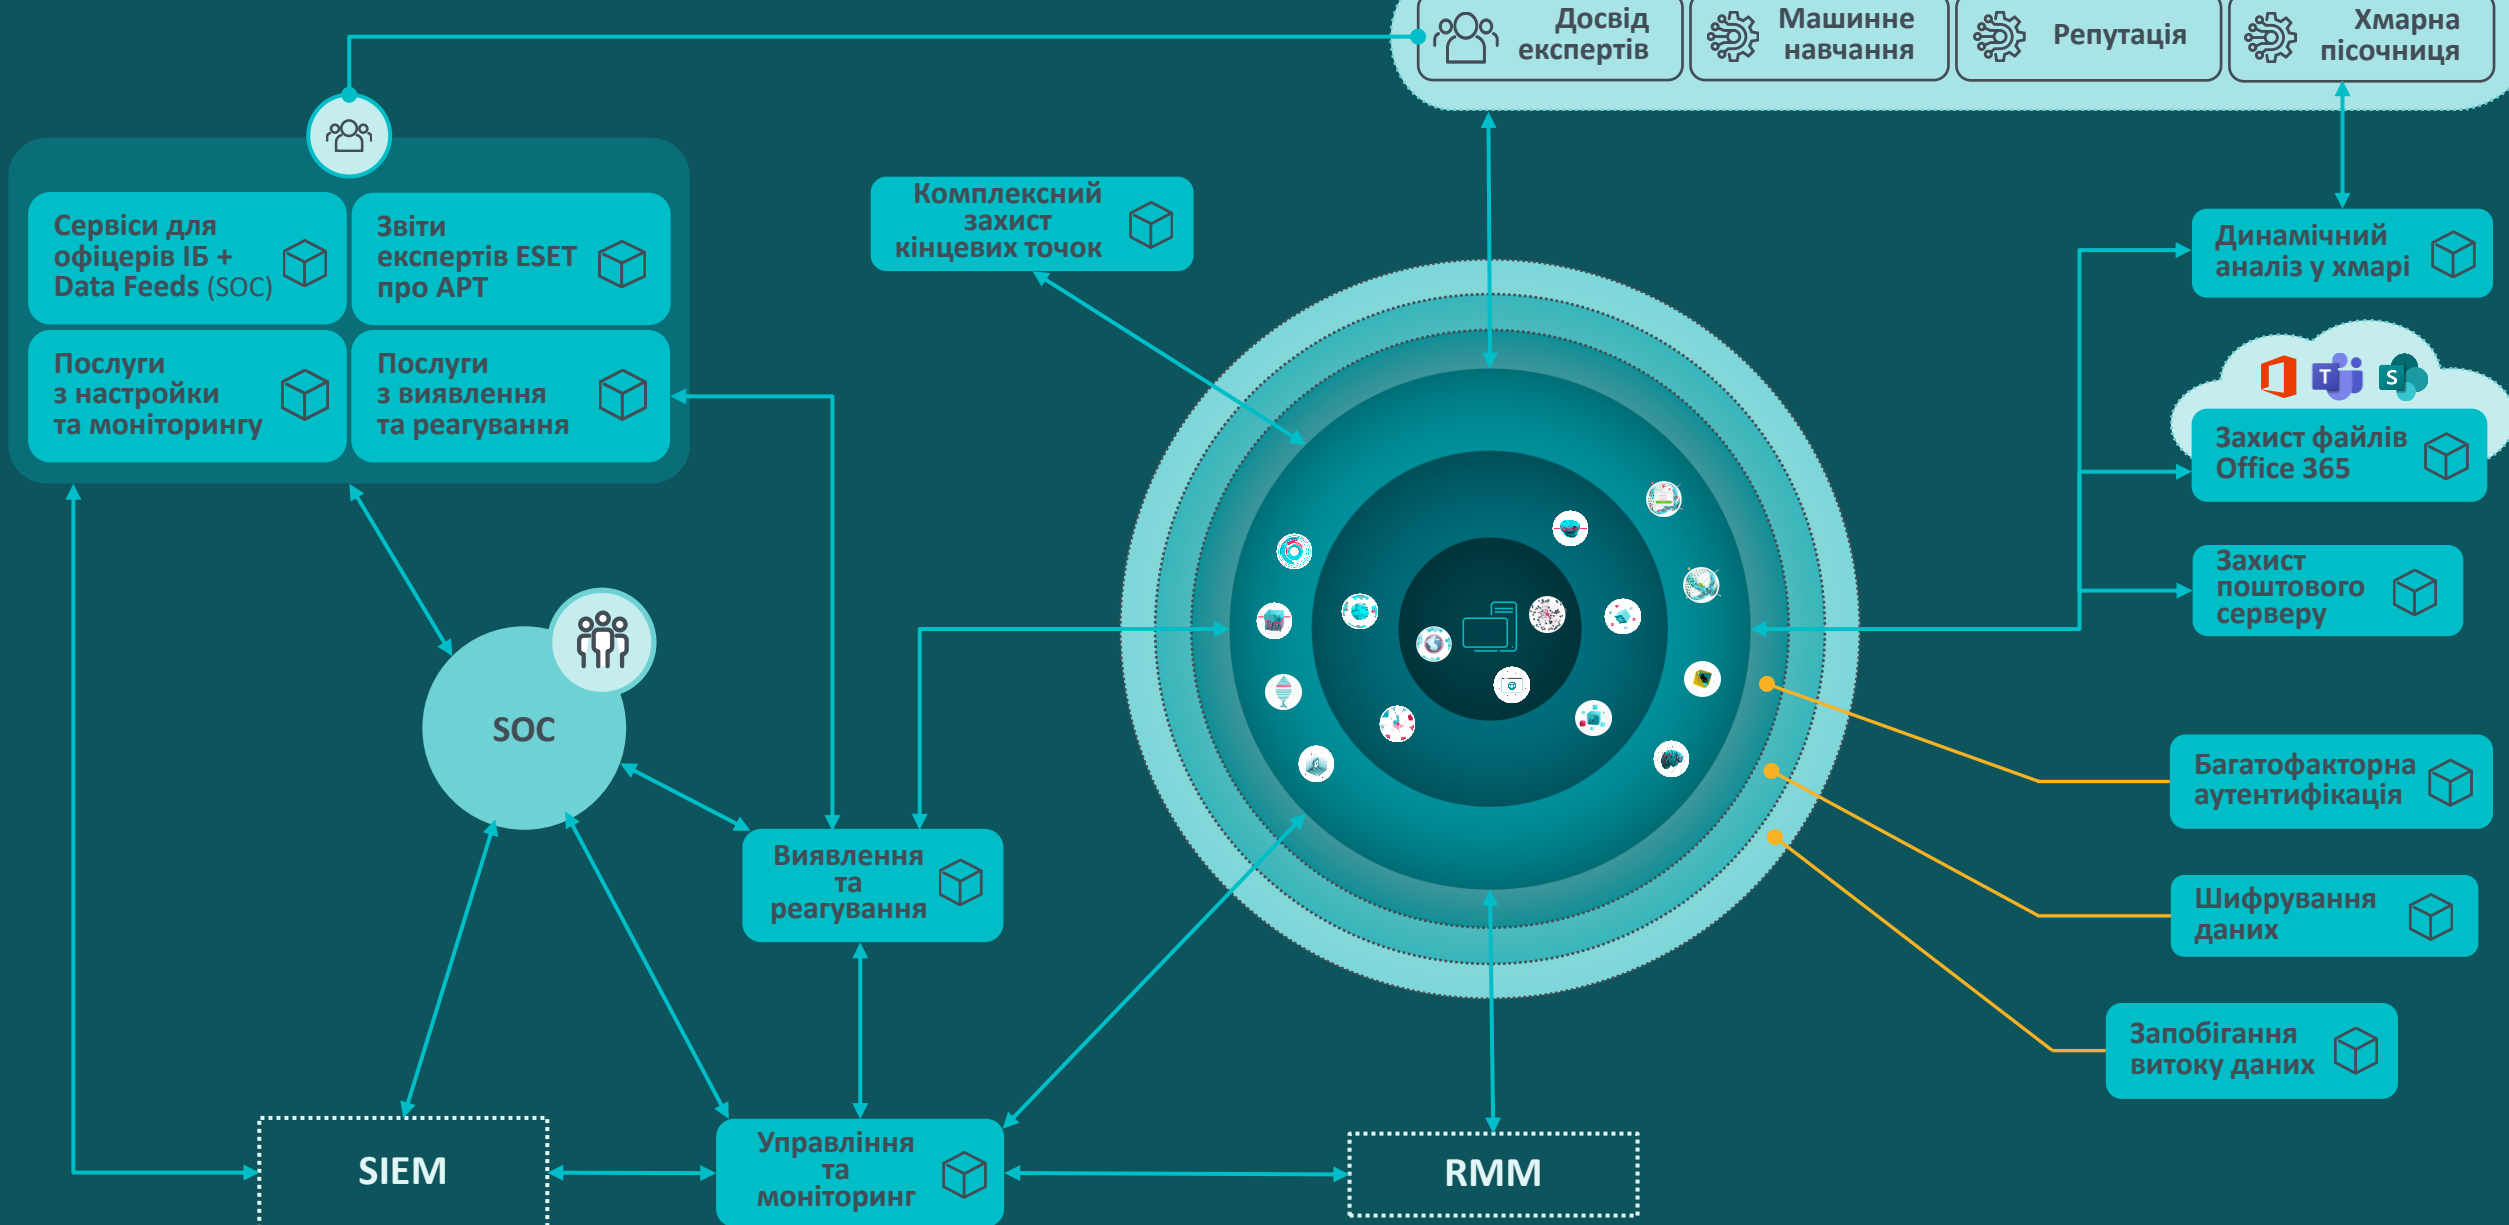 Досвід
експертів
Машинне
навчання
Репутація
Хмарна
пісочниця
Сервіси для
офіцерів ІБ +
Data Feeds (SOC)
Звіти
експертів ESET
про APT
Послуги
з настройки
та моніторингу
Послуги
з виявлення
та реагування
Комплексний
захист
кінцевих точок
Динамічний
аналіз у хмарі
Захист файлів
Office 365
Захист
поштового
серверу
SOC
Багатофакторна
аутентифікація
Виявлення
та
реагування
Шифрування
даних
Запобігання
витоку даних
SIEM
Управління
та
моніторинг
RMM